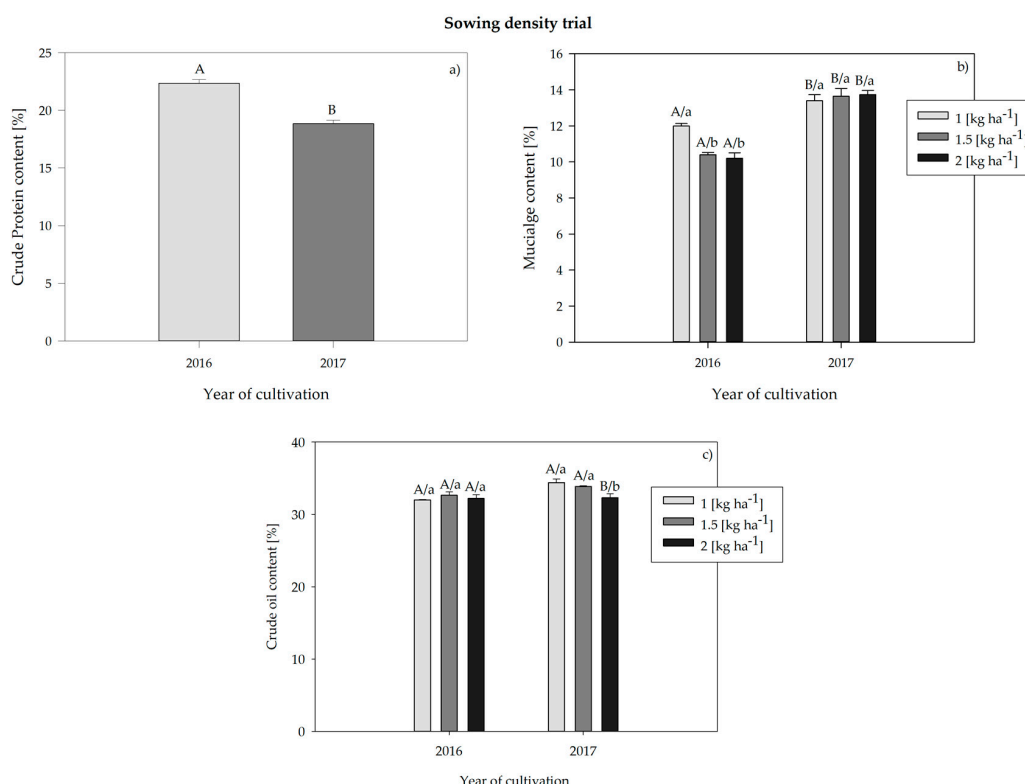 Sowing density trial
a)
Crude Protein content [%]
25
20
15
10
5
0
A
B
2016
2017
Year of cultivation
b)
Mucialge content [%]
16
14
12
10
8
6
4
2
0
A/a
A/b
A/b
B/a
B/a
B/a
2016
2017
Year of cultivation
1 [kg ha⁻¹]
1.5 [kg ha⁻¹]
2 [kg ha⁻¹]
c)
Crude oil content [%]
40
30
20
10
0
A/a
A/a
A/a
A/a
A/a
B/b
2016
2017
Year of cultivation
1 [kg ha⁻¹]
1.5 [kg ha⁻¹]
2 [kg ha⁻¹]